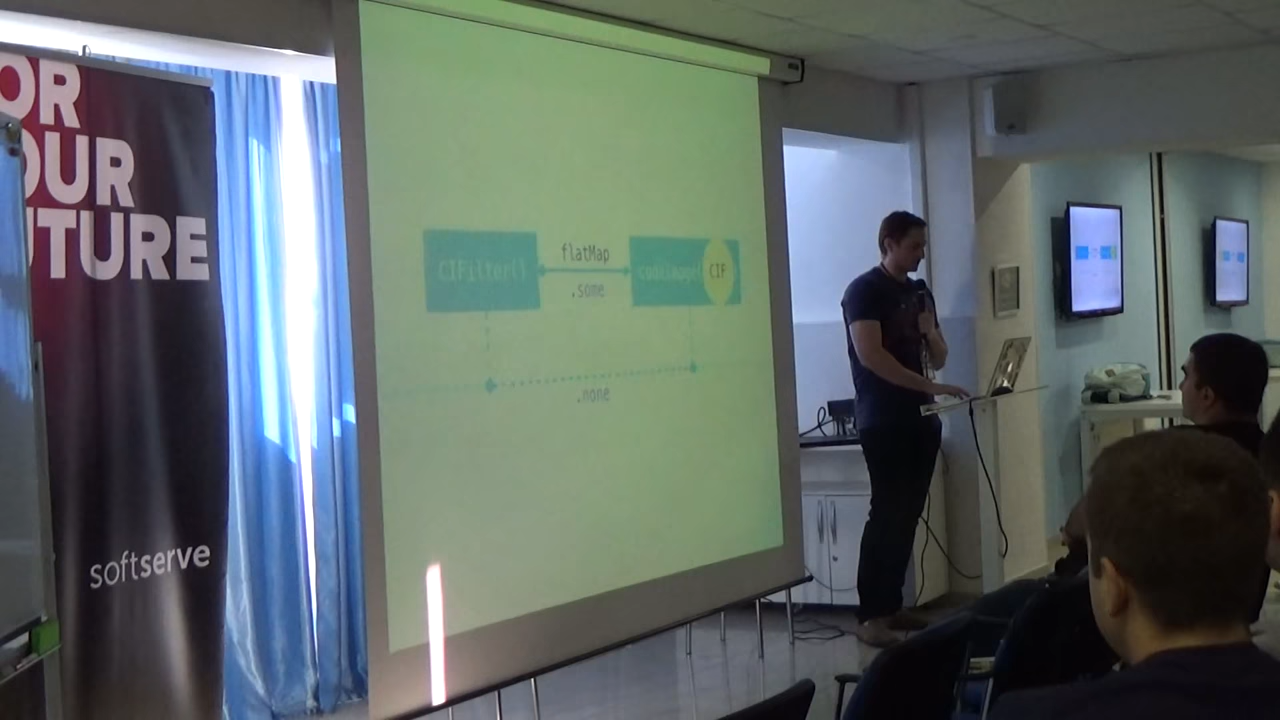 OR
OUR
UTURE
softserve
CIFilter()
flatMap
.some
CIF
.none